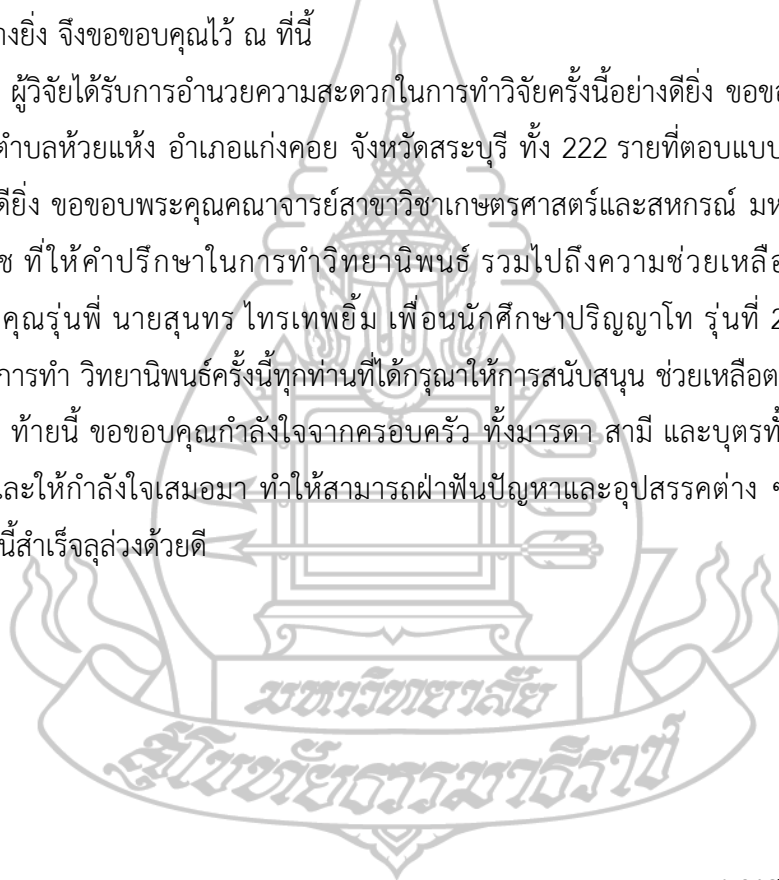 างยิ่ง จึงขอขอบคุณไว้ ณ ที่นี้
ผู้วิจัยได้รับการอำนวยความสะดวกในการทำวิจัยครั้งนี้อย่างดียิ่ง ขอขอ
ตำบลห้วยแห้ง อำเภอแก่งคอย จังหวัดสระบุรี ทั้ง 222 รายที่ตอบแบบ
ดียิ่ง ขอขอบพระคุณคณาจารย์สาขาวิชาเกษตรศาสตร์และสหกรณ์ มห
ช ที่ให้คำปรึกษาในการทำวิทยานิพนธ์ รวมไปถึงความช่วยเหลือ
คุณรุ่นพี่ นายสุนทร ไทรเทพยิ้ม เพื่อนนักศึกษาปริญญาโท รุ่นที่ 2
การทำ วิทยานิพนธ์ครั้งนี้ทุกท่านที่ได้กรุณาให้การสนับสนุน ช่วยเหลือต
ท้ายนี้ ขอขอบคุณกำลังใจจากครอบครัว ทั้งมารดา สามี และบุตรทั้
และให้กำลังใจเสมอมา ทำให้สามารถฝ่าฟันปัญหาและอุปสรรคต่าง ๆ
นี้สำเร็จลุล่วงด้วยดี
มหาวิทยาลัย
สุโขทัยธรรมาธิราช